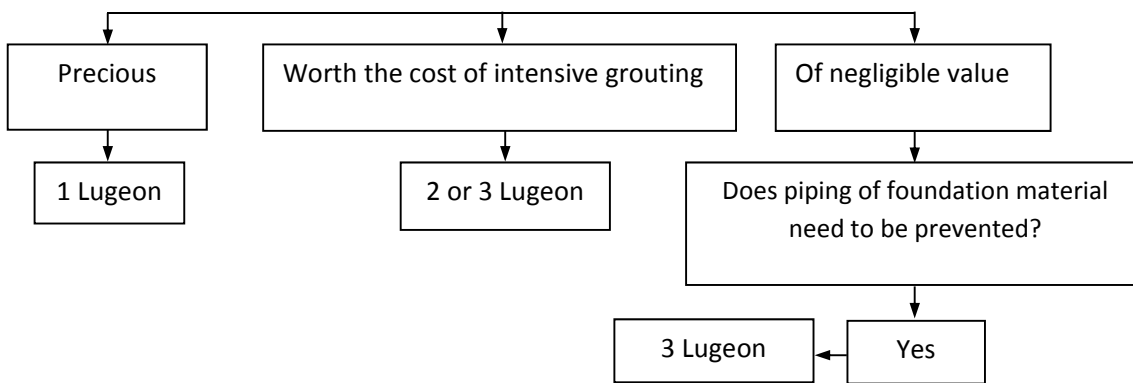 Precious
Worth the cost of intensive grouting
Of negligible value
1 Lugeon
2 or 3 Lugeon
Does piping of foundation material
need to be prevented?
3 Lugeon
Yes